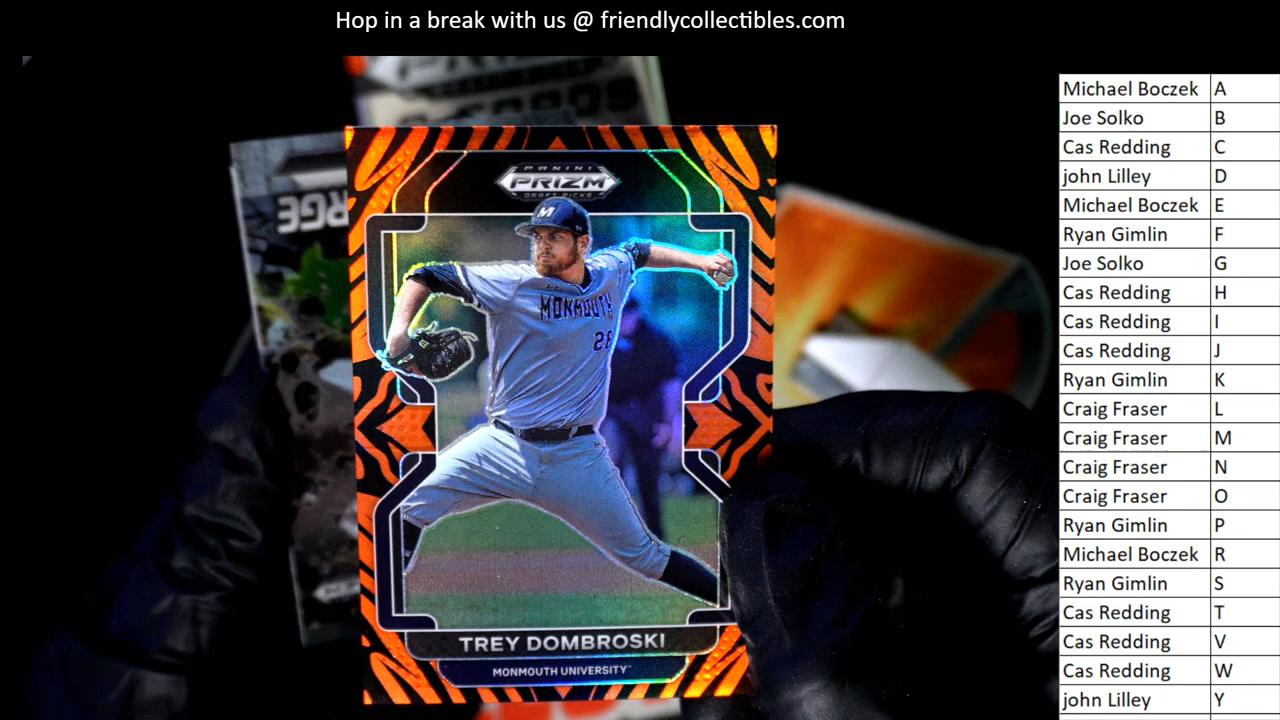 Hop in a break with us @ friendlycollectibles.com
PANINI
PRIZM
DRAFT PICKS
M
MONMOUTH
28
TREY DOMBROSKI
MONMOUTH UNIVERSITY™
Michael Boczek A
Joe Solko B
Cas Redding C
john Lilley D
Michael Boczek E
Ryan Gimlin F
Joe Solko G
Cas Redding H
Cas Redding I
Cas Redding J
Ryan Gimlin K
Craig Fraser L
Craig Fraser M
Craig Fraser N
Craig Fraser O
Ryan Gimlin P
Michael Boczek R
Ryan Gimlin S
Cas Redding T
Cas Redding V
Cas Redding W
john Lilley Y